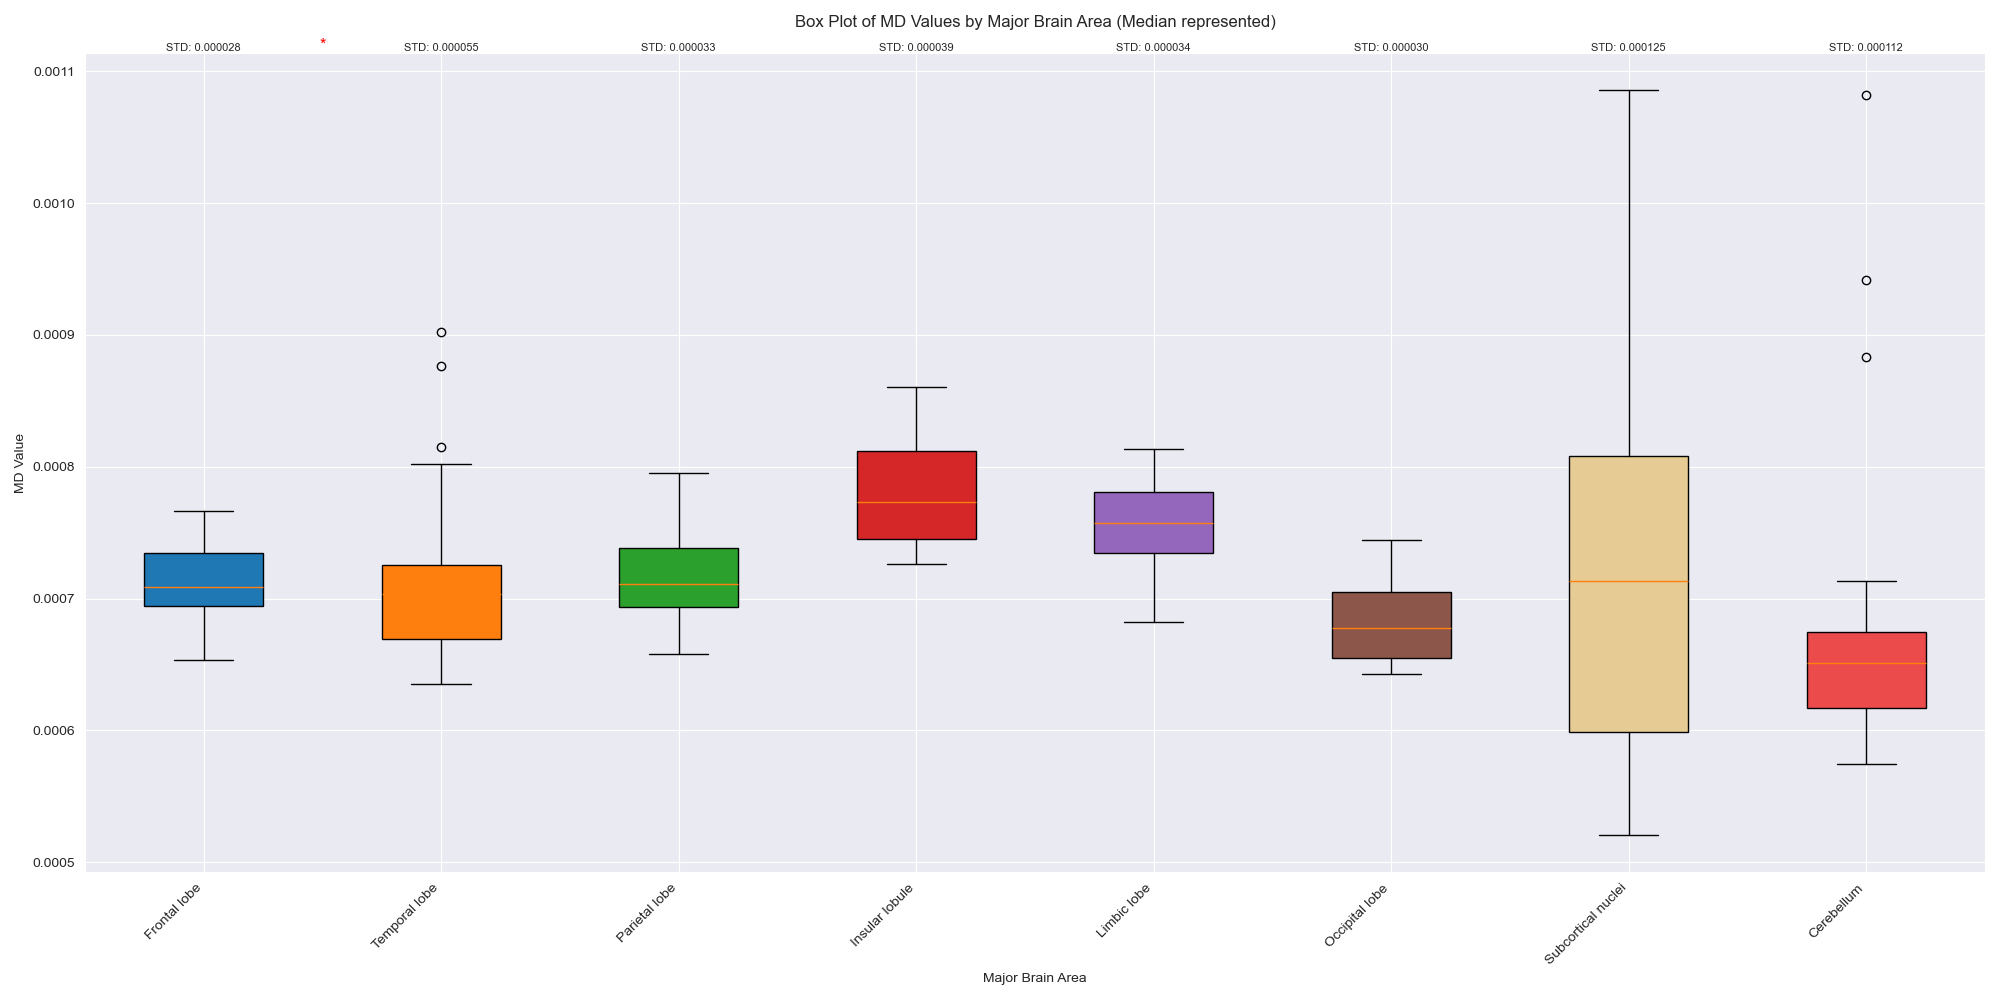 Box Plot of MD Values by Major Brain Area (Median represented)
STD: 0.000028 * STD: 0.000055 STD: 0.000033 STD: 0.000039 STD: 0.000034 STD: 0.000030 STD: 0.000125 STD: 0.000112
0.0011
0.0010
0.0009
0.0008
0.0007
0.0006
0.0005
MD Value
Frontal lobe
Temporal lobe
Parietal lobe
Insular lobule
Limbic lobe
Occipital lobe
Subcortical nuclei
Cerebellum
Major Brain Area